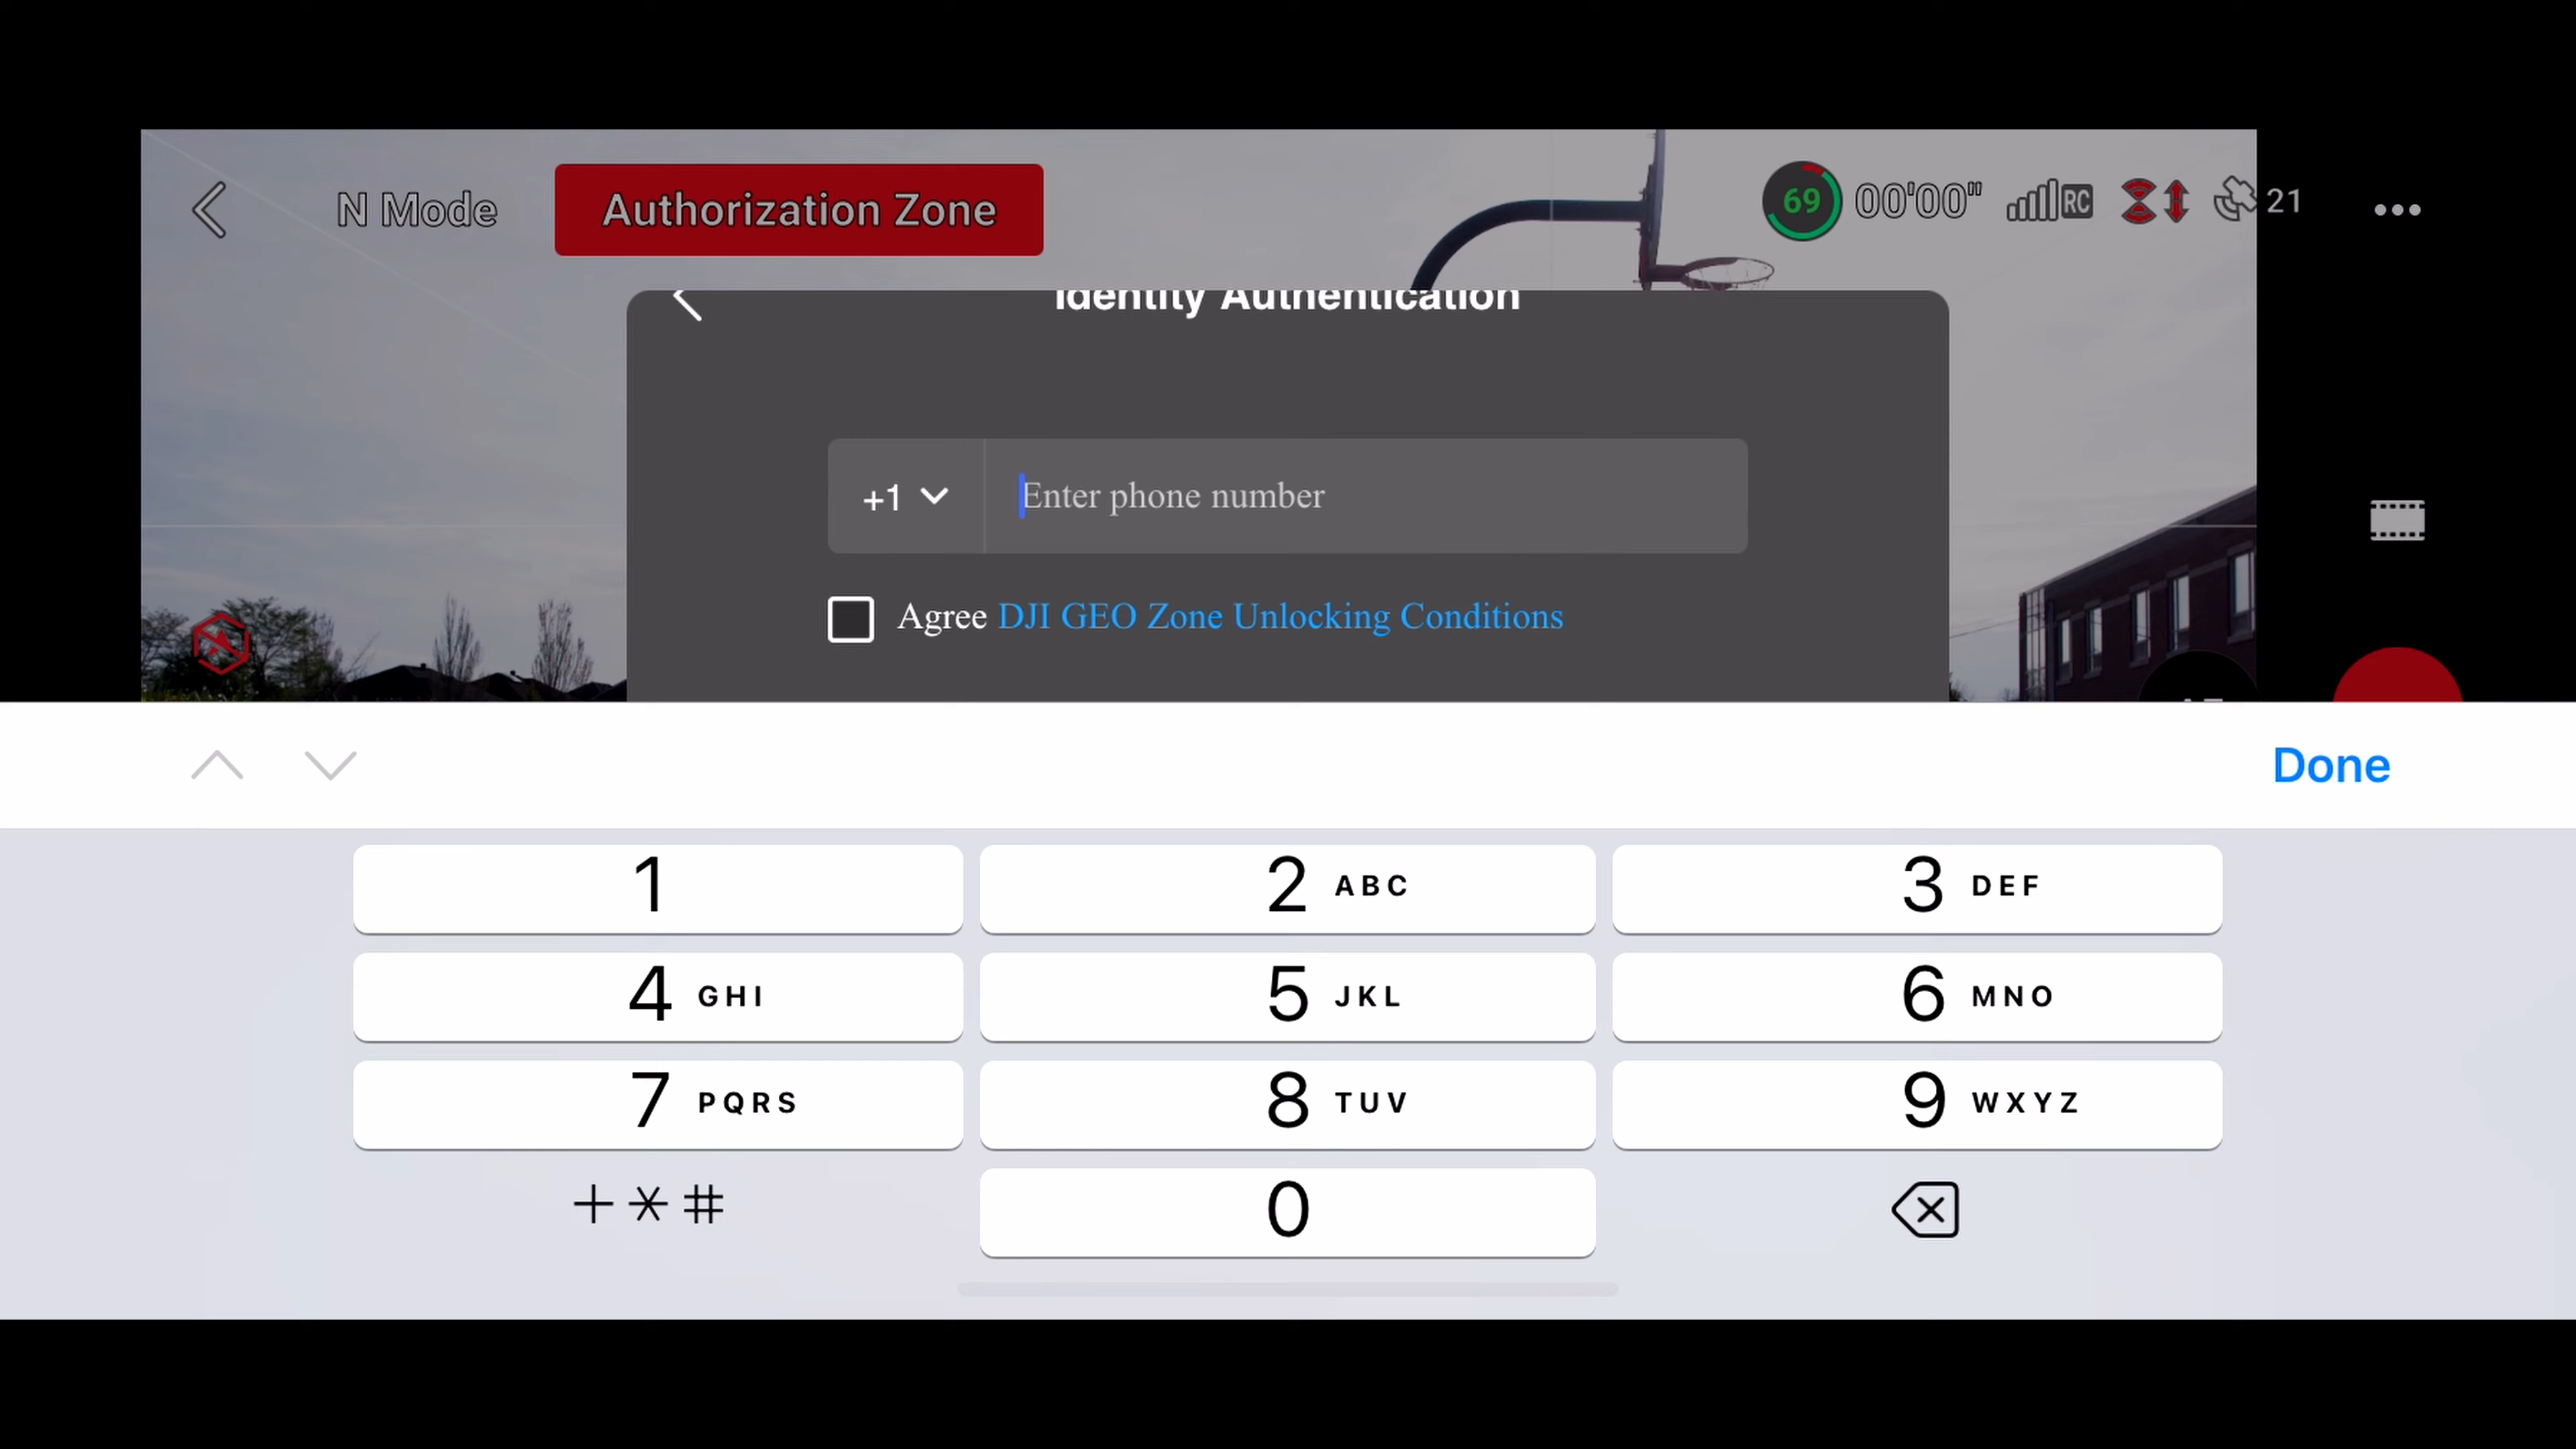 N Mode
Authorization Zone
69
00'00"
RC
21
Identity Authentication
+1
Enter phone number
Agree DJI GEO Zone Unlocking Conditions
Done
1
2 ABC
3 DEF
4 GHI
5 JKL
6 MNO
7 PQRS
8 TUV
9 WXYZ
+*#
0